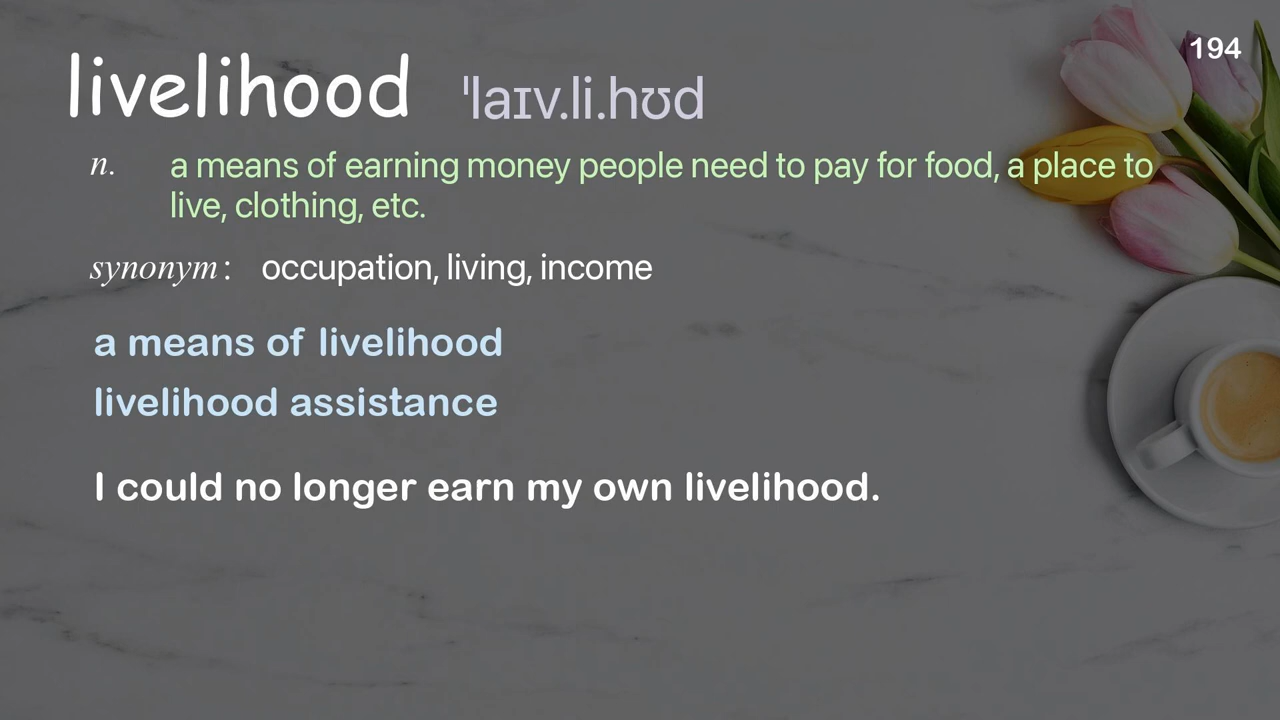 livelihood ˈlaɪv.li.hʊd
194
n. a means of earning money people need to pay for food, a place to
live, clothing, etc.
synonym : occupation, living, income
a means of livelihood
livelihood assistance
I could no longer earn my own livelihood.